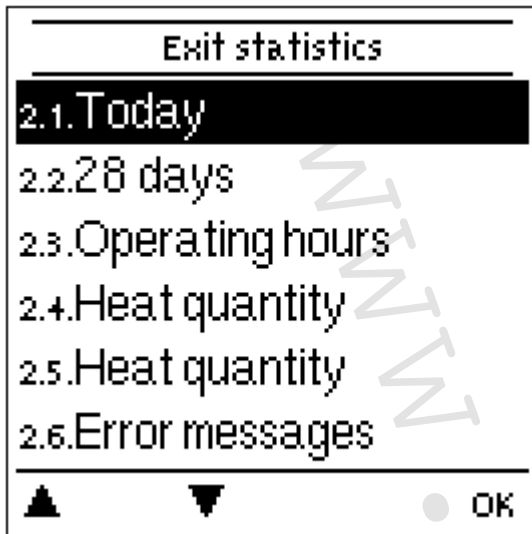 Exit statistics
2.1.Today
2.2.28 days
2.3.Operating hours
2.4.Heat quantity
2.5.Heat quantity
2.6.Error messages
OK